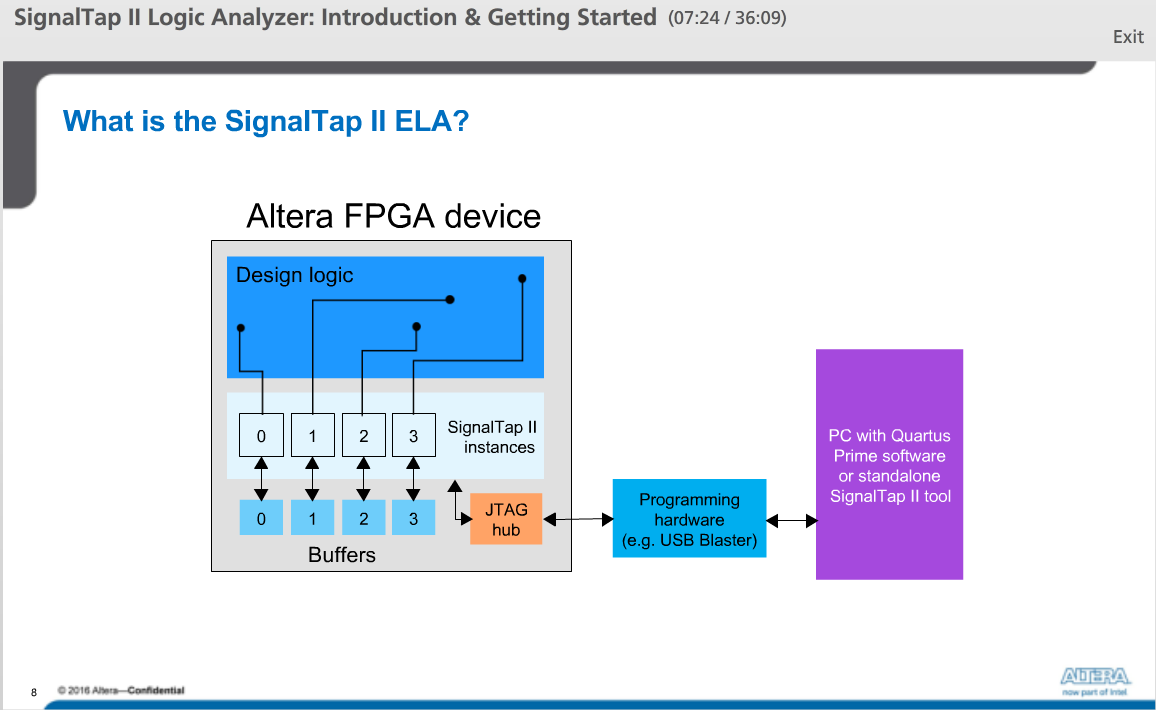 SignalTap II Logic Analyzer: Introduction & Getting Started (07:24 / 36:09)
Exit
What is the SignalTap II ELA?
Altera FPGA device
Design logic
0 1 2 3
SignalTap II
instances
0 1 2 3
Buffers
JTAG
hub
Programming
hardware
(e.g. USB Blaster)
PC with Quartus
Prime software
or standalone
SignalTap II tool
8
© 2016 Altera—Confidential
ALTERA
now part of Intel